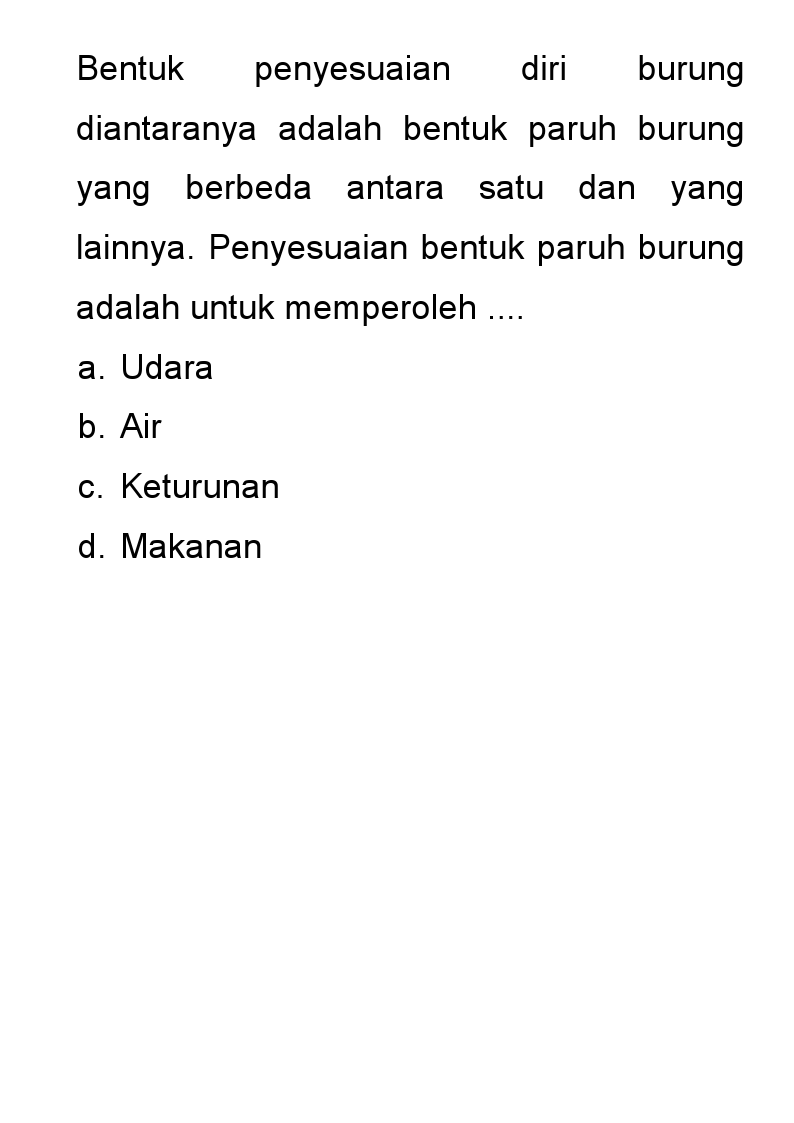 Bentuk penyesuaian diri burung
diantaranya adalah bentuk paruh burung
yang berbeda antara satu dan yang
lainnya. Penyesuaian bentuk paruh burung
adalah untuk memperoleh ....
a. Udara
b. Air
c. Keturunan
d. Makanan